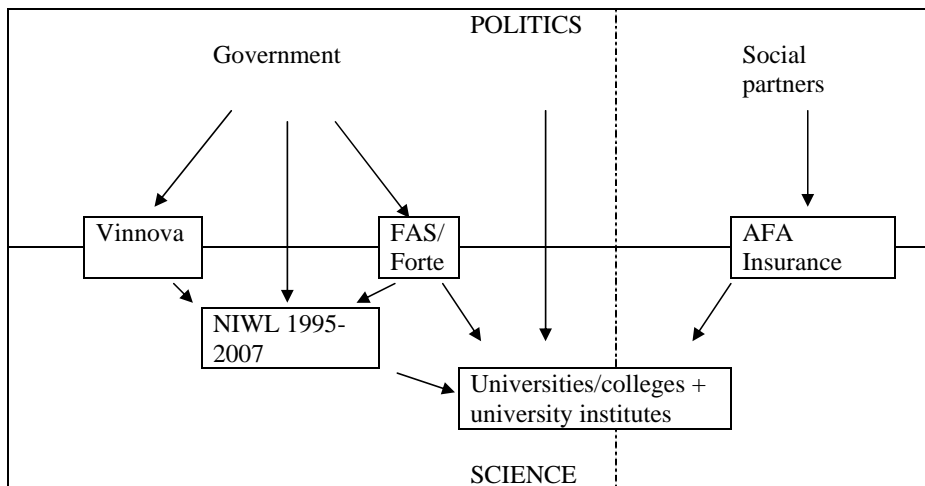 POLITICS
Government
Social
partners
Vinnova
FAS/
Forte
AFA
Insurance
NIWL 1995-
2007
Universities/colleges +
university institutes
SCIENCE